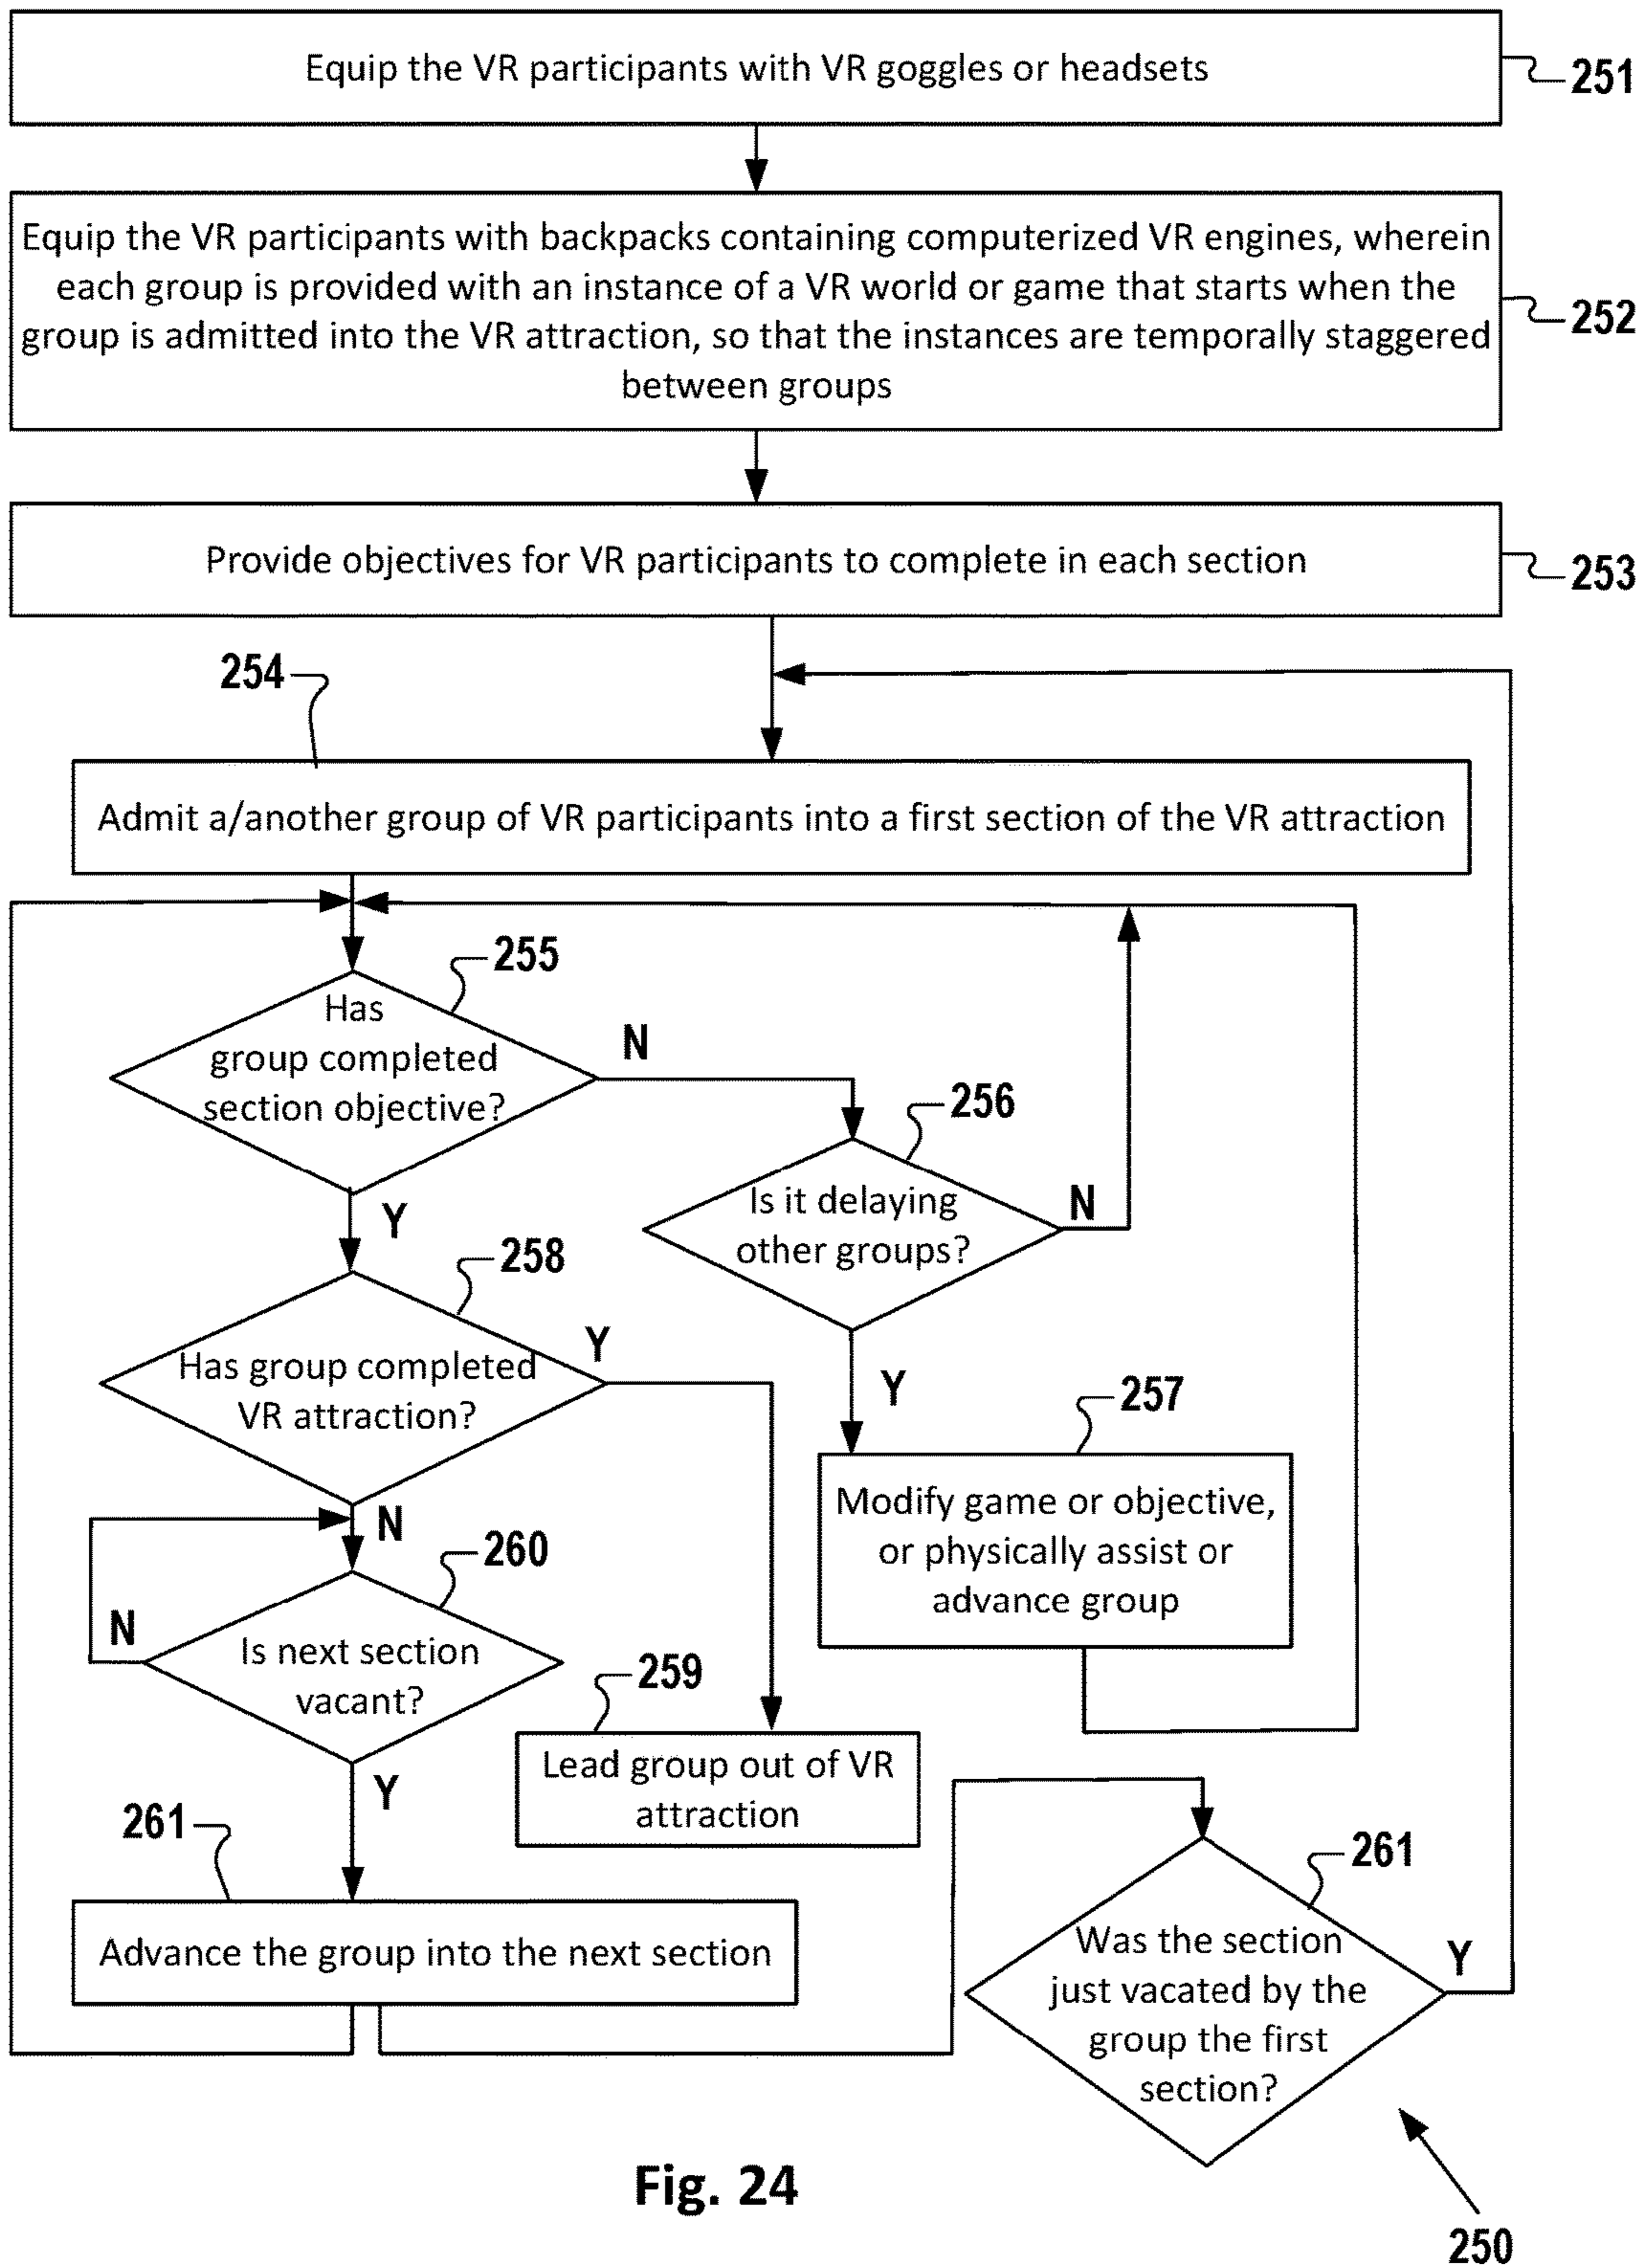 Equip the VR participants with VR goggles or headsets
251
Equip the VR participants with backpacks containing computerized VR engines, wherein
each group is provided with an instance of a VR world or game that starts when the
group is admitted into the VR attraction, so that the instances are temporally staggered
between groups
252
Provide objectives for VR participants to complete in each section
253
254
Admit a/another group of VR participants into a first section of the VR attraction
255
Has
group completed
section objective?
N
Y
256
Is it delaying
other groups?
N
Y
258
Has group completed
VR attraction?
Y
N
257
Modify game or objective,
or physically assist or
advance group
260
Is next section
vacant?
N
Y
259
Lead group out of VR
attraction
261
Advance the group into the next section
261
Was the section
just vacated by the
group the first
section?
Y
Fig. 24
250